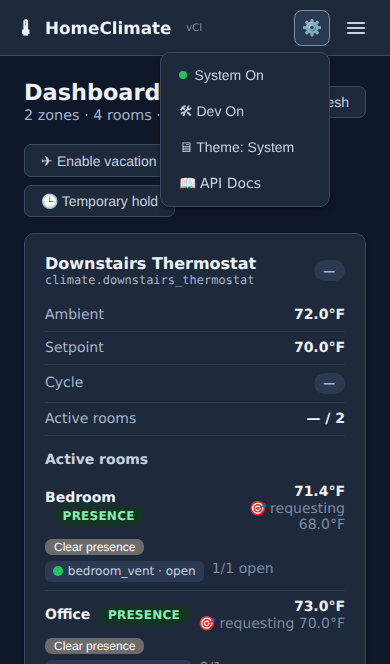 HomeClimate vCI
System On
Dev On
Theme: System
API Docs
Dashboard
2 zones · 4 rooms ·
esh
Enable vacation
Temporary hold
Downstairs Thermostat
climate.downstairs_thermostat
—
Ambient 72.0°F
Setpoint 70.0°F
Cycle —
Active rooms — / 2
Active rooms
Bedroom PRESENCE
71.4°F
requesting
68.0°F
Clear presence
bedroom_vent · open 1/1 open
Office PRESENCE
73.0°F
requesting 70.0°F
Clear presence